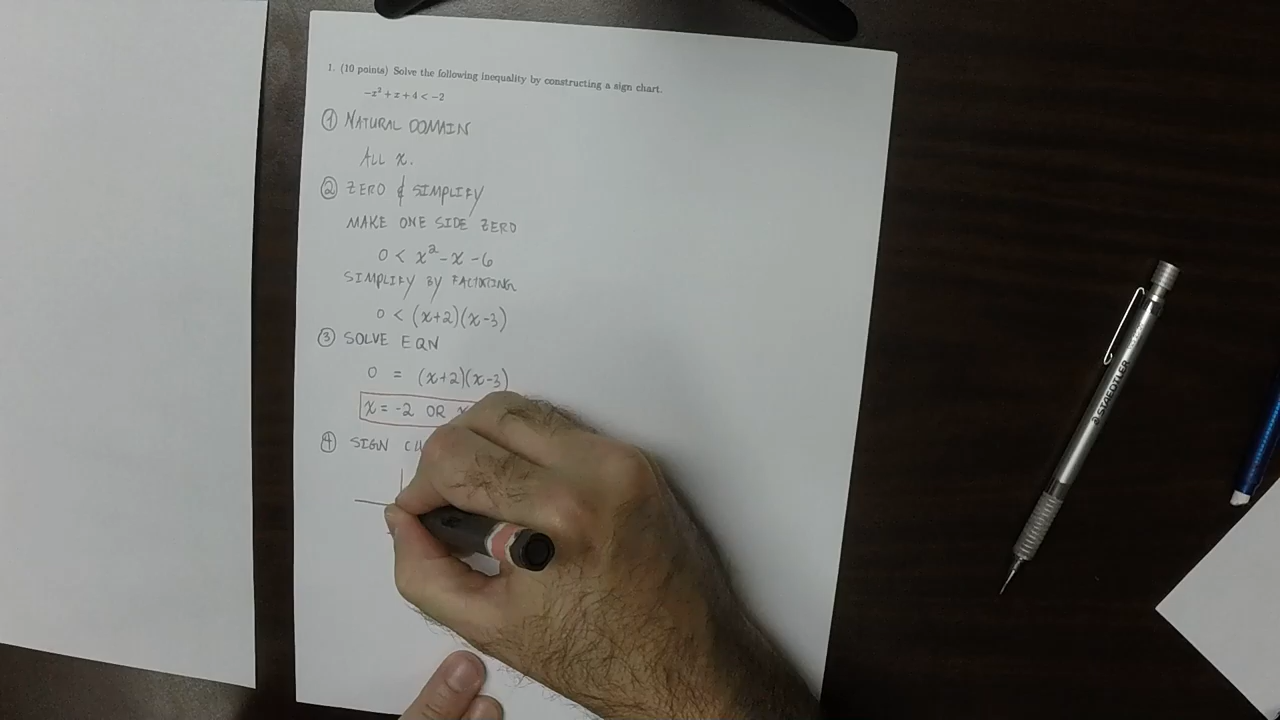 1. (10 points) Solve the following inequality by constructing a sign chart.
−x² + x + 4 < −2
① NATURAL DOMAIN
ALL x.
② ZERO & SIMPLIFY
MAKE ONE SIDE ZERO
0 < x² - x - 6
SIMPLIFY BY FACTORING
0 < (x+2)(x-3)
③ SOLVE EQN
0 = (x+2)(x-3)
x = -2 OR x
④ SIGN
STAEDTLER